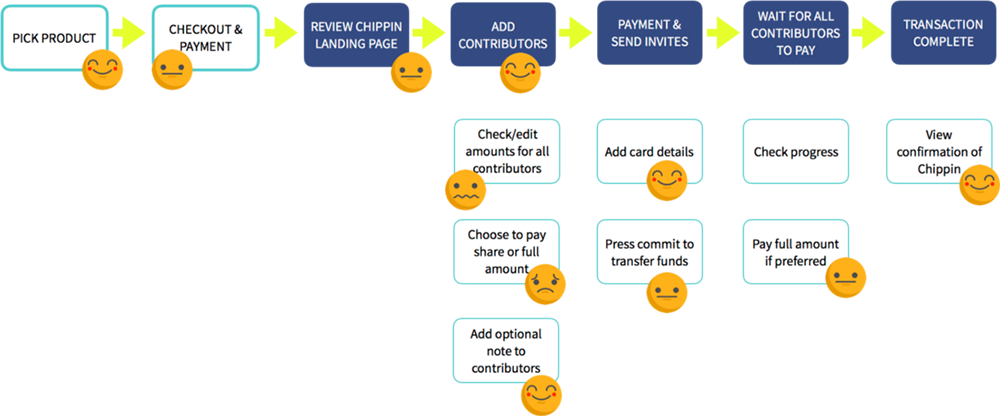 PICK PRODUCT
CHECKOUT &
PAYMENT
REVIEW CHIPPIN
LANDING PAGE
ADD
CONTRIBUTORS
PAYMENT &
SEND INVITES
WAIT FOR ALL
CONTRIBUTORS
TO PAY
TRANSACTION
COMPLETE
Check/edit
amounts for all
contributors
Add card details
Check progress
View
confirmation of
Chippin
Choose to pay
share or full
amount
Press commit to
transfer funds
Pay full amount
if preferred
Add optional
note to
contributors